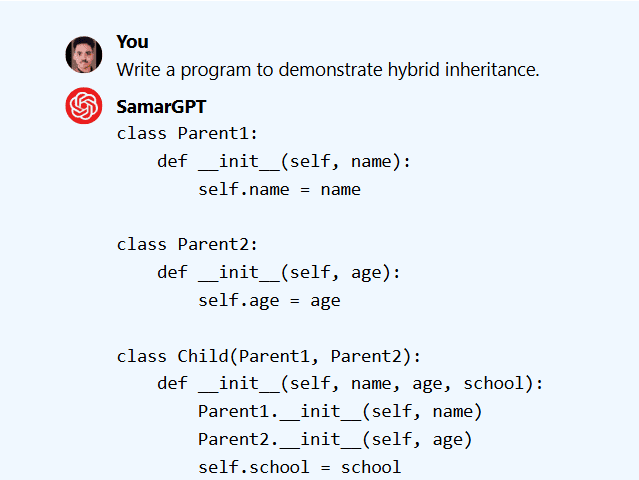 You
Write a program to demonstrate hybrid inheritance.
SamarGPT
class Parent1:
    def __init__(self, name):
        self.name = name

class Parent2:
    def __init__(self, age):
        self.age = age

class Child(Parent1, Parent2):
    def __init__(self, name, age, school):
        Parent1.__init__(self, name)
        Parent2.__init__(self, age)
        self.school = school